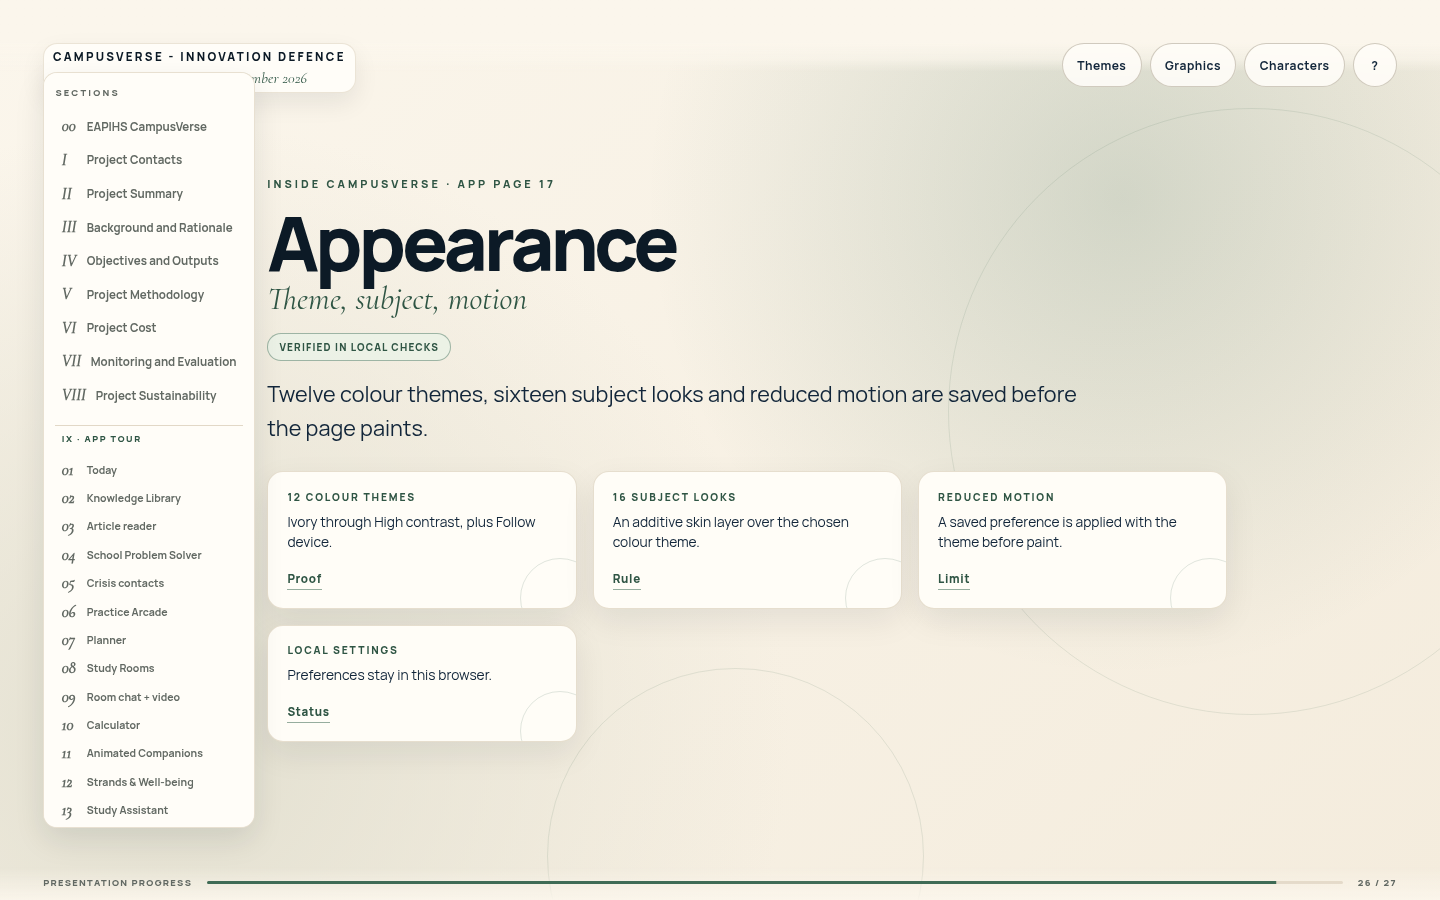 CAMPUSVERSE - INNOVATION DEFENCE
2026
Themes
Graphics
Characters
?
SECTIONS
00 EAPIHS CampusVerse
I Project Contacts
II Project Summary
III Background and Rationale
IV Objectives and Outputs
V Project Methodology
VI Project Cost
VII Monitoring and Evaluation
VIII Project Sustainability
IX · APP TOUR
01 Today
02 Knowledge Library
03 Article reader
04 School Problem Solver
05 Crisis contacts
06 Practice Arcade
07 Planner
08 Study Rooms
09 Room chat + video
10 Calculator
11 Animated Companions
12 Strands & Well-being
13 Study Assistant
INSIDE CAMPUSVERSE · APP PAGE 17
Appearance
Theme, subject, motion
VERIFIED IN LOCAL CHECKS
Twelve colour themes, sixteen subject looks and reduced motion are saved before
the page paints.
12 COLOUR THEMES
Ivory through High contrast, plus Follow
device.
Proof
16 SUBJECT LOOKS
An additive skin layer over the chosen
colour theme.
Rule
REDUCED MOTION
A saved preference is applied with the
theme before paint.
Limit
LOCAL SETTINGS
Preferences stay in this browser.
Status
PRESENTATION PROGRESS
26 / 27